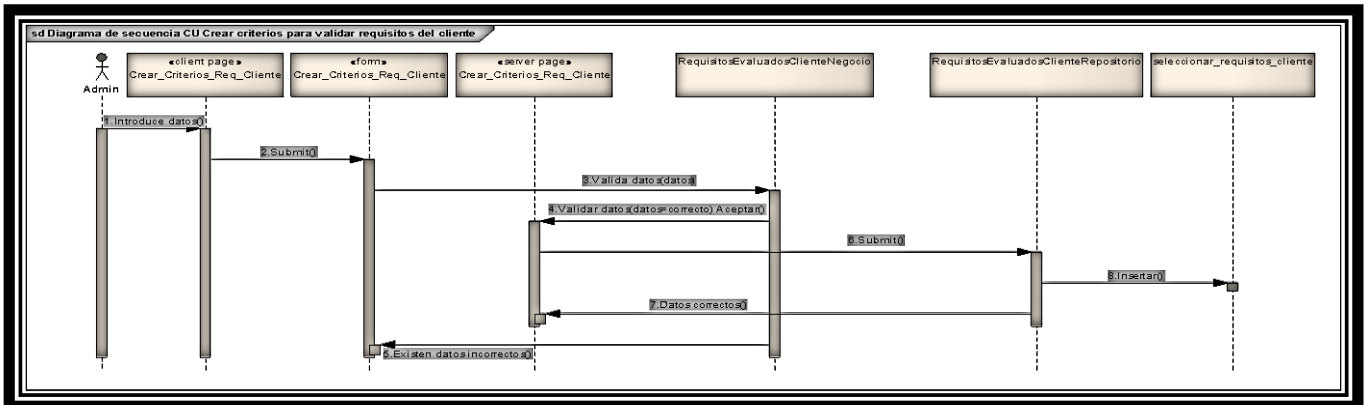 sd Diagrama de secuencia CU Crear criterios para validar requisitos del cliente
Admin
«client page»
Crear_Criterios_Req_Cliente
«form»
Crear_Criterios_Req_Cliente
«server page»
Crear_Criterios_Req_Cliente
RequisitosEvaluadosClienteNegocio
RequisitosEvaluadosClienteRepositorio
seleccionar_requisitos_cliente
1.Introduce datos()
2.Submit()
3.Valida datos(datos)
4.Validar datos(datos=correcto) Aceptar()
6.Submit()
8.Insertar()
7.Datos correctos()
5.Existen datos incorrectos()